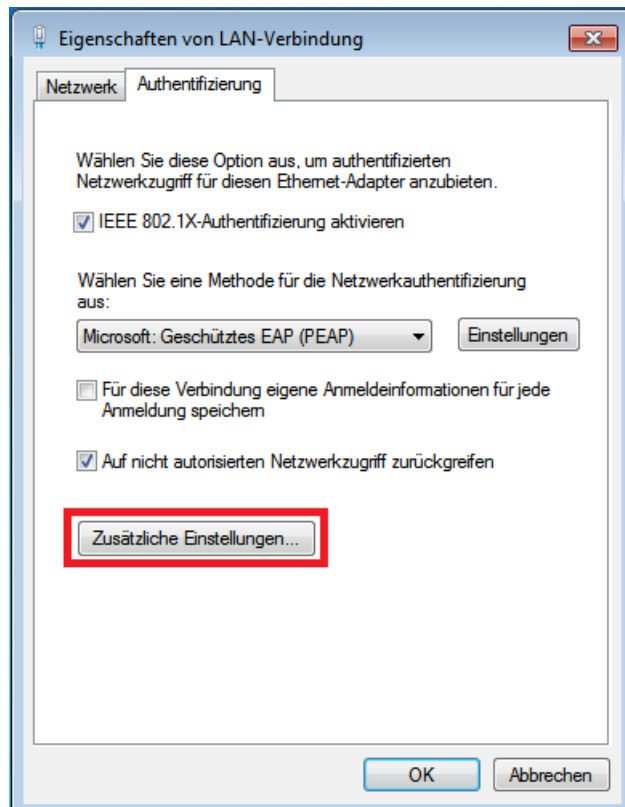 Eigenschaften von LAN-Verbindung
Netzwerk
Authentifizierung
Wählen Sie diese Option aus, um authentifizierten
Netzwerkzugriff für diesen Ethernet-Adapter anzubieten.
IEEE 802.1X-Authentifizierung aktivieren
Wählen Sie eine Methode für die Netzwerkauthentifizierung
aus:
Microsoft: Geschütztes EAP (PEAP)
Einstellungen
Für diese Verbindung eigene Anmeldeinformationen für jede
Anmeldung speichern
Auf nicht autorisierten Netzwerkzugriff zurückgreifen
Zusätzliche Einstellungen...
OK
Abbrechen